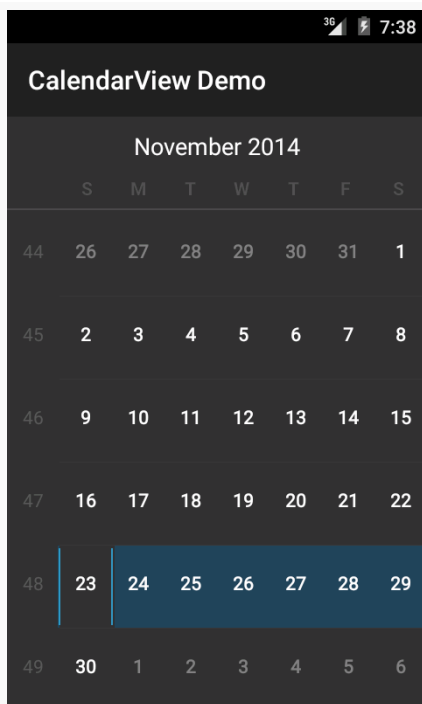 3G 7:38
CalendarView Demo
November 2014
S M T W T F S
44 26 27 28 29 30 31 1
45 2 3 4 5 6 7 8
46 9 10 11 12 13 14 15
47 16 17 18 19 20 21 22
48 23 24 25 26 27 28 29
49 30 1 2 3 4 5 6